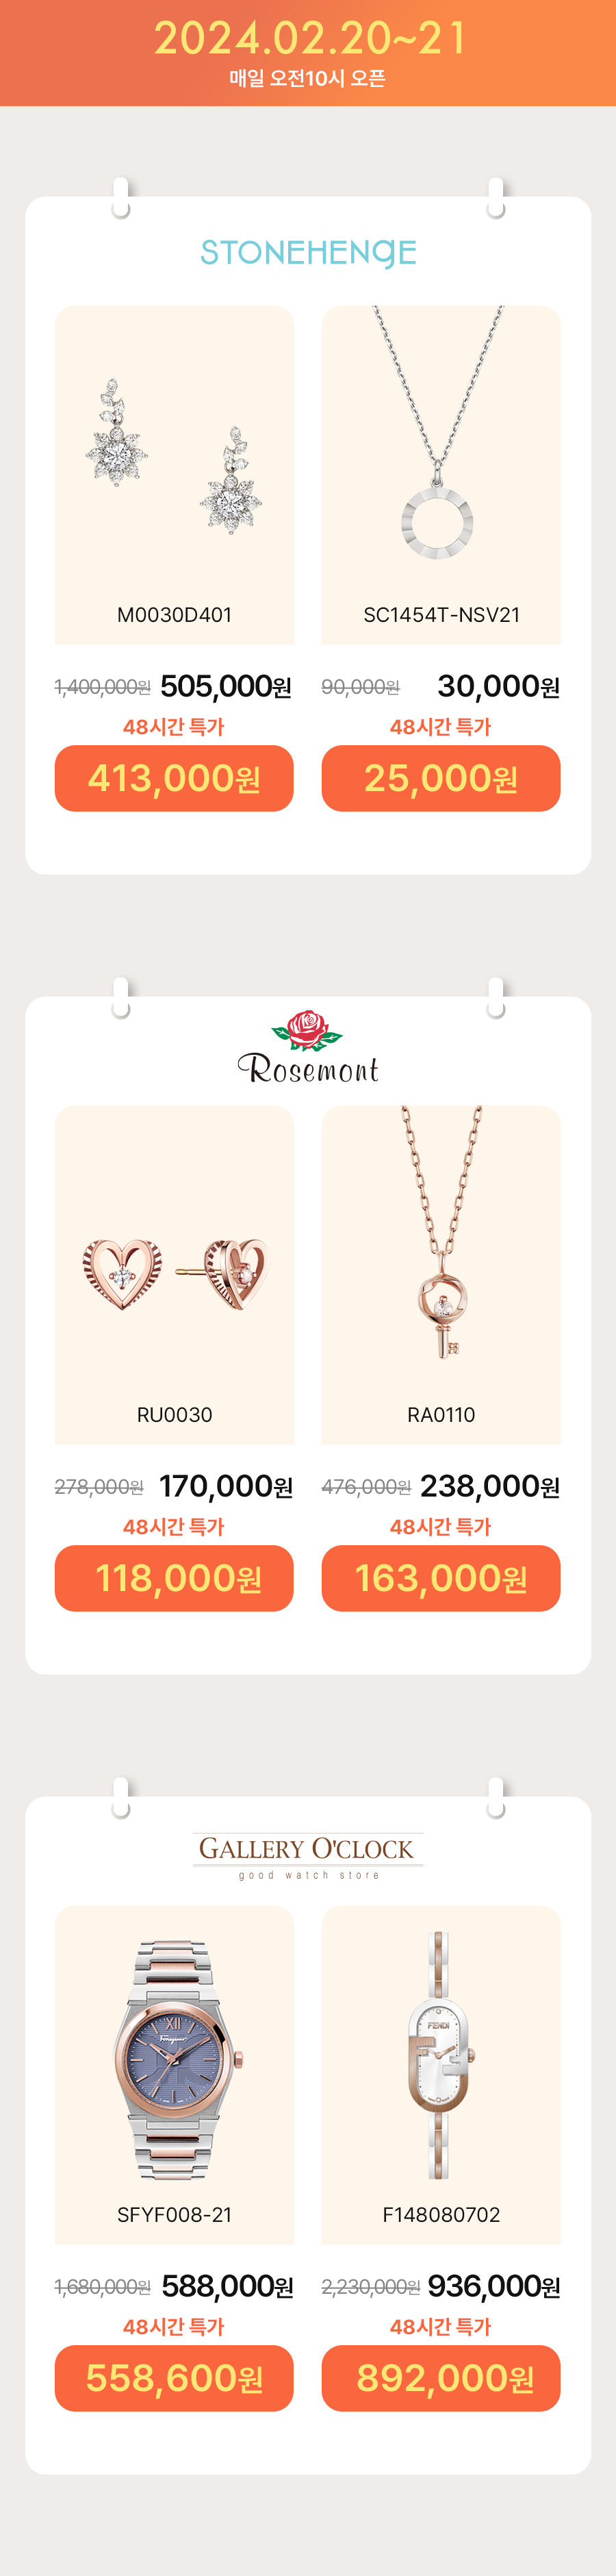 2024.02.20~21
매일 오전10시 오픈
STONEHENGE
M0030D401
1,400,000원 505,000원
48시간 특가
413,000원
SC1454T-NSV21
90,000원 30,000원
48시간 특가
25,000원
Rosemont
RU0030
278,000원 170,000원
48시간 특가
118,000원
RA0110
476,000원 238,000원
48시간 특가
163,000원
GALLERY O'CLOCK
good watch store
XII
Ferragamo
SFYF008-21
1,680,000원 588,000원
48시간 특가
558,600원
FENDI
F148080702
2,230,000원 936,000원
48시간 특가
892,000원